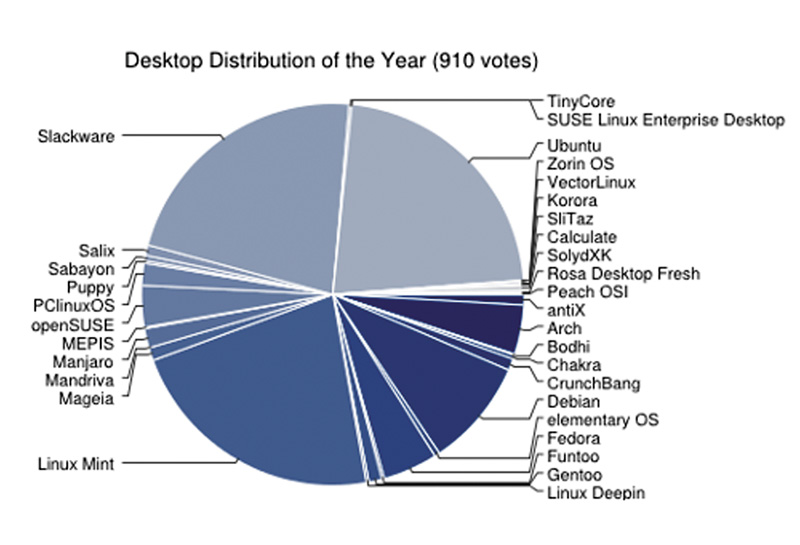 Desktop Distribution of the Year (910 votes)
Slackware
Salix
Sabayon
Puppy
PClinuxOS
openSUSE
MEPIS
Manjaro
Mandriva
Mageia
Linux Mint
TinyCore
SUSE Linux Enterprise Desktop
Ubuntu
Zorin OS
VectorLinux
Korora
SliTaz
Calculate
SolydXK
Rosa Desktop Fresh
Peach OSI
antiX
Arch
Bodhi
Chakra
CrunchBang
Debian
elementary OS
Fedora
Funtoo
Gentoo
Linux Deepin